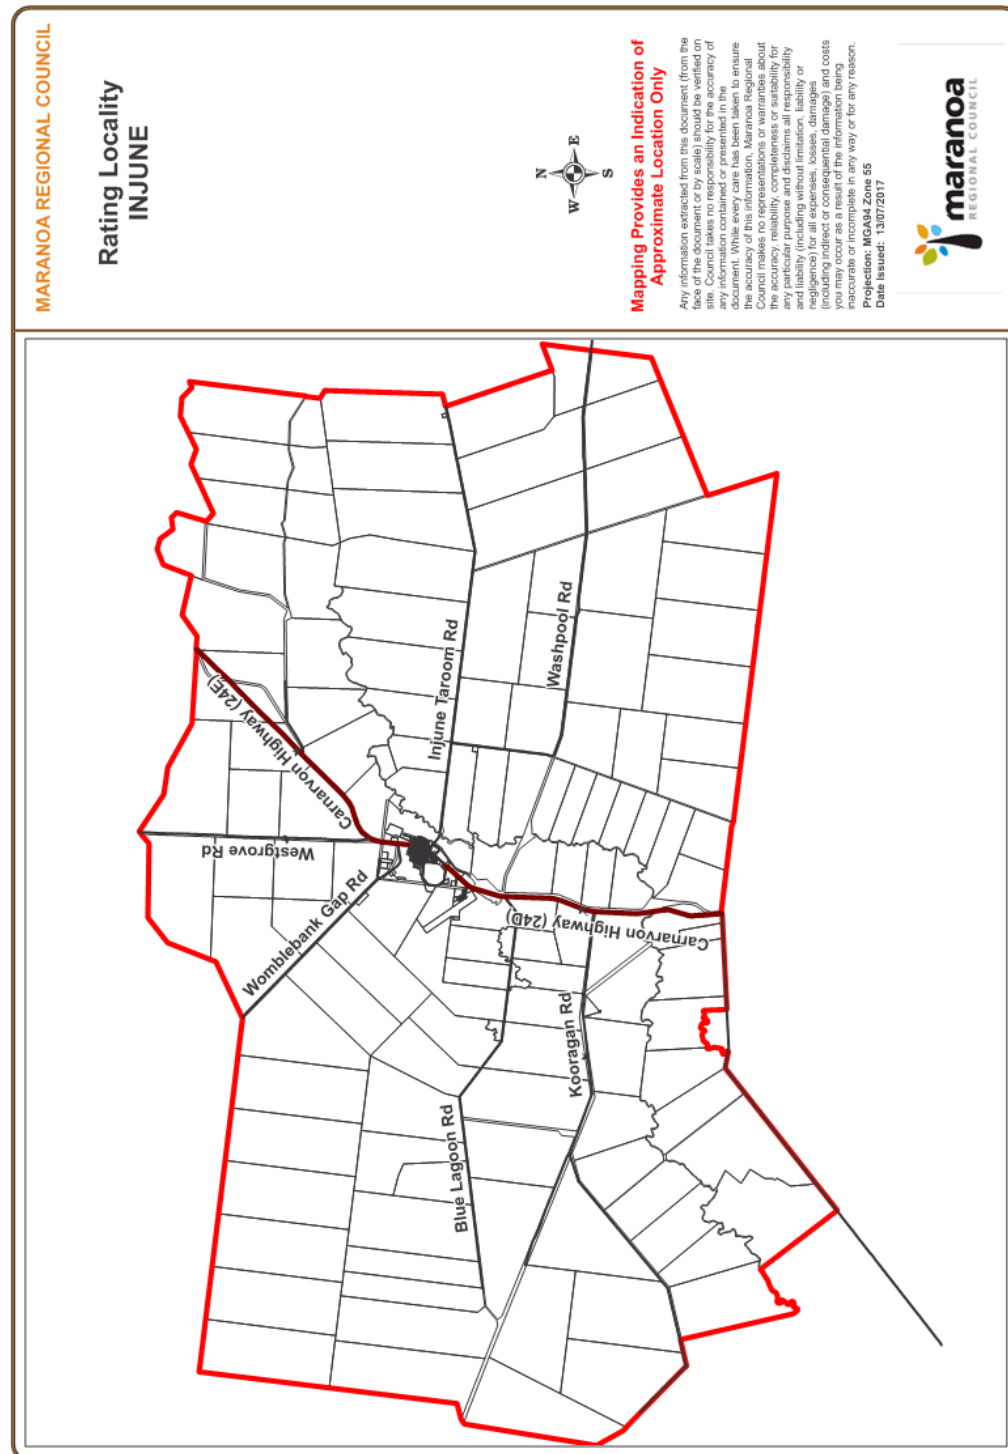 MARANOA REGIONAL COUNCIL
Rating Locality
INJUNE
N
W E
S
Mapping Provides an Indication of
Approximate Location Only
Any information extracted from this document (from the
face of the document or by scale) should be verified on
site. Council takes no responsibility for the accuracy of
any information contained or presented in the
document. While every care has been taken to ensure
the accuracy of this information, Maranoa Regional
Council makes no representations or warranties about
the accuracy, reliability, completeness or suitability for
any particular purpose and disclaims all responsibility
and liability (including without limitation, liability or
negligence) for all expenses, losses, damages
(including indirect or consequential damage) and costs
you may occur as a result of the information being
inaccurate or incomplete in any way or for any reason.
Projection: MGA94 Zone 55
Date Issued: 13/07/2017
maranoa
REGIONAL COUNCIL
Carnarvon Highway (24E)
Westgrove Rd
Womblebank Gap Rd
Injune Taroom Rd
Washpool Rd
Carnarvon Highway (24D)
Kooragan Rd
Blue Lagoon Rd